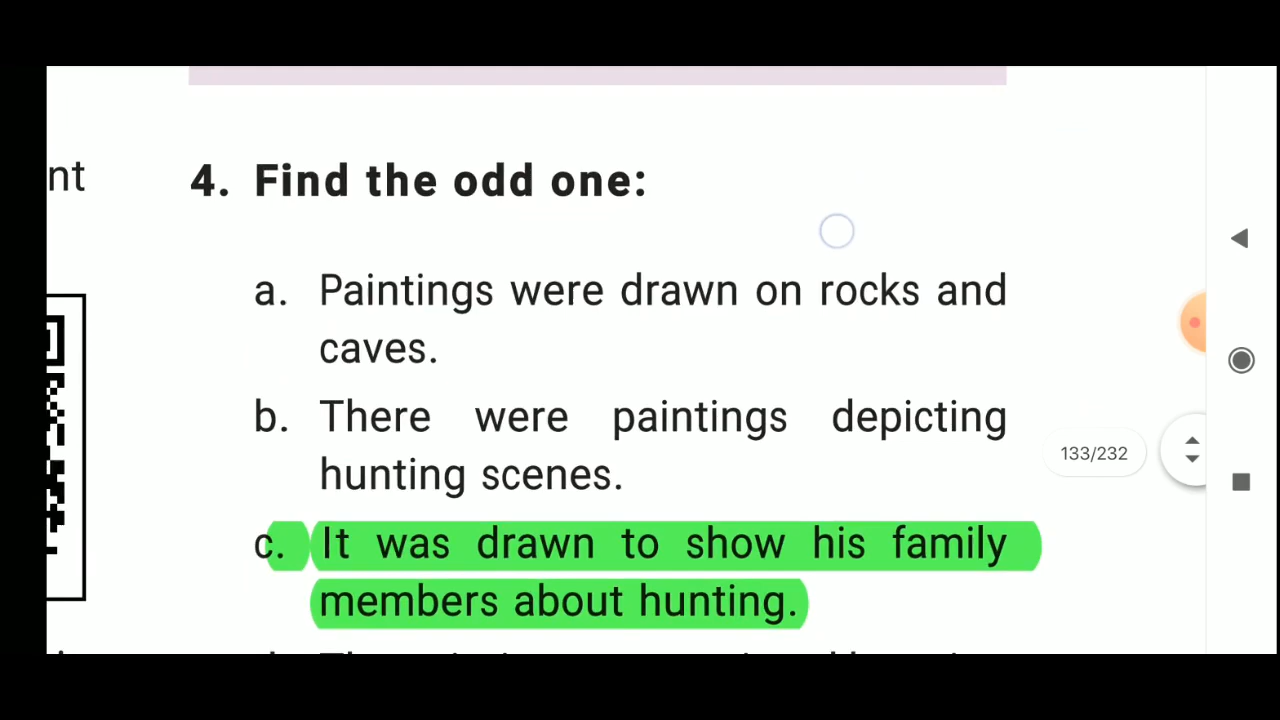 nt
4. Find the odd one:
a. Paintings were drawn on rocks and
caves.
b. There were paintings depicting
hunting scenes.
133/232
c. It was drawn to show his family
members about hunting.